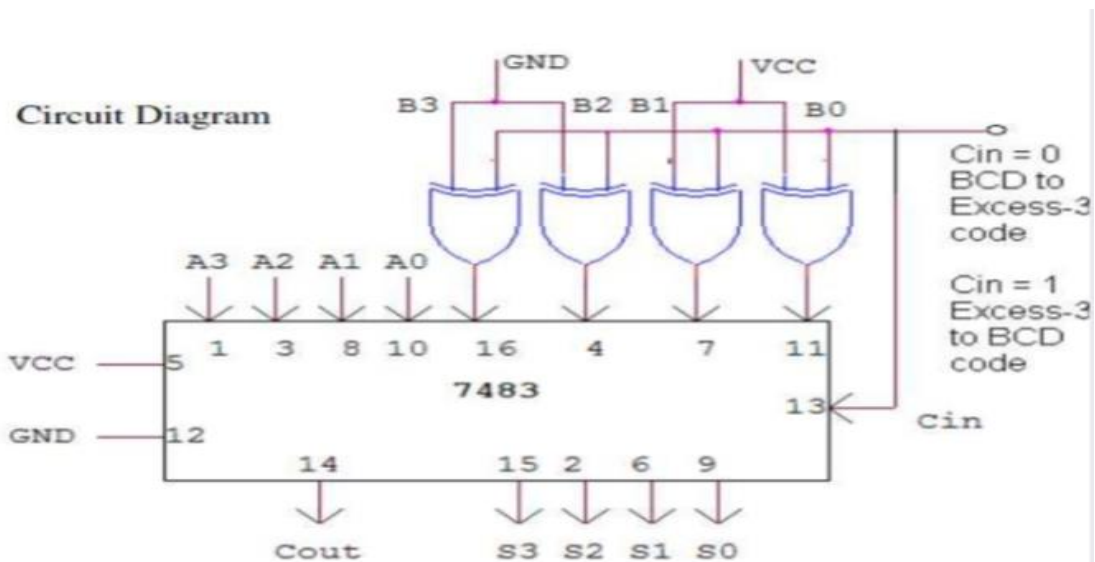 GND
VCC
Circuit Diagram
B3 B2 B1 B0
Cin = 0
BCD to
Excess-3
code
A3 A2 A1 A0
Cin = 1
Excess-3
to BCD
code
1 3 8 10 16 4 7 11
VCC 5
7483
13 Cin
GND 12
14 15 2 6 9
Cout S3 S2 S1 S0